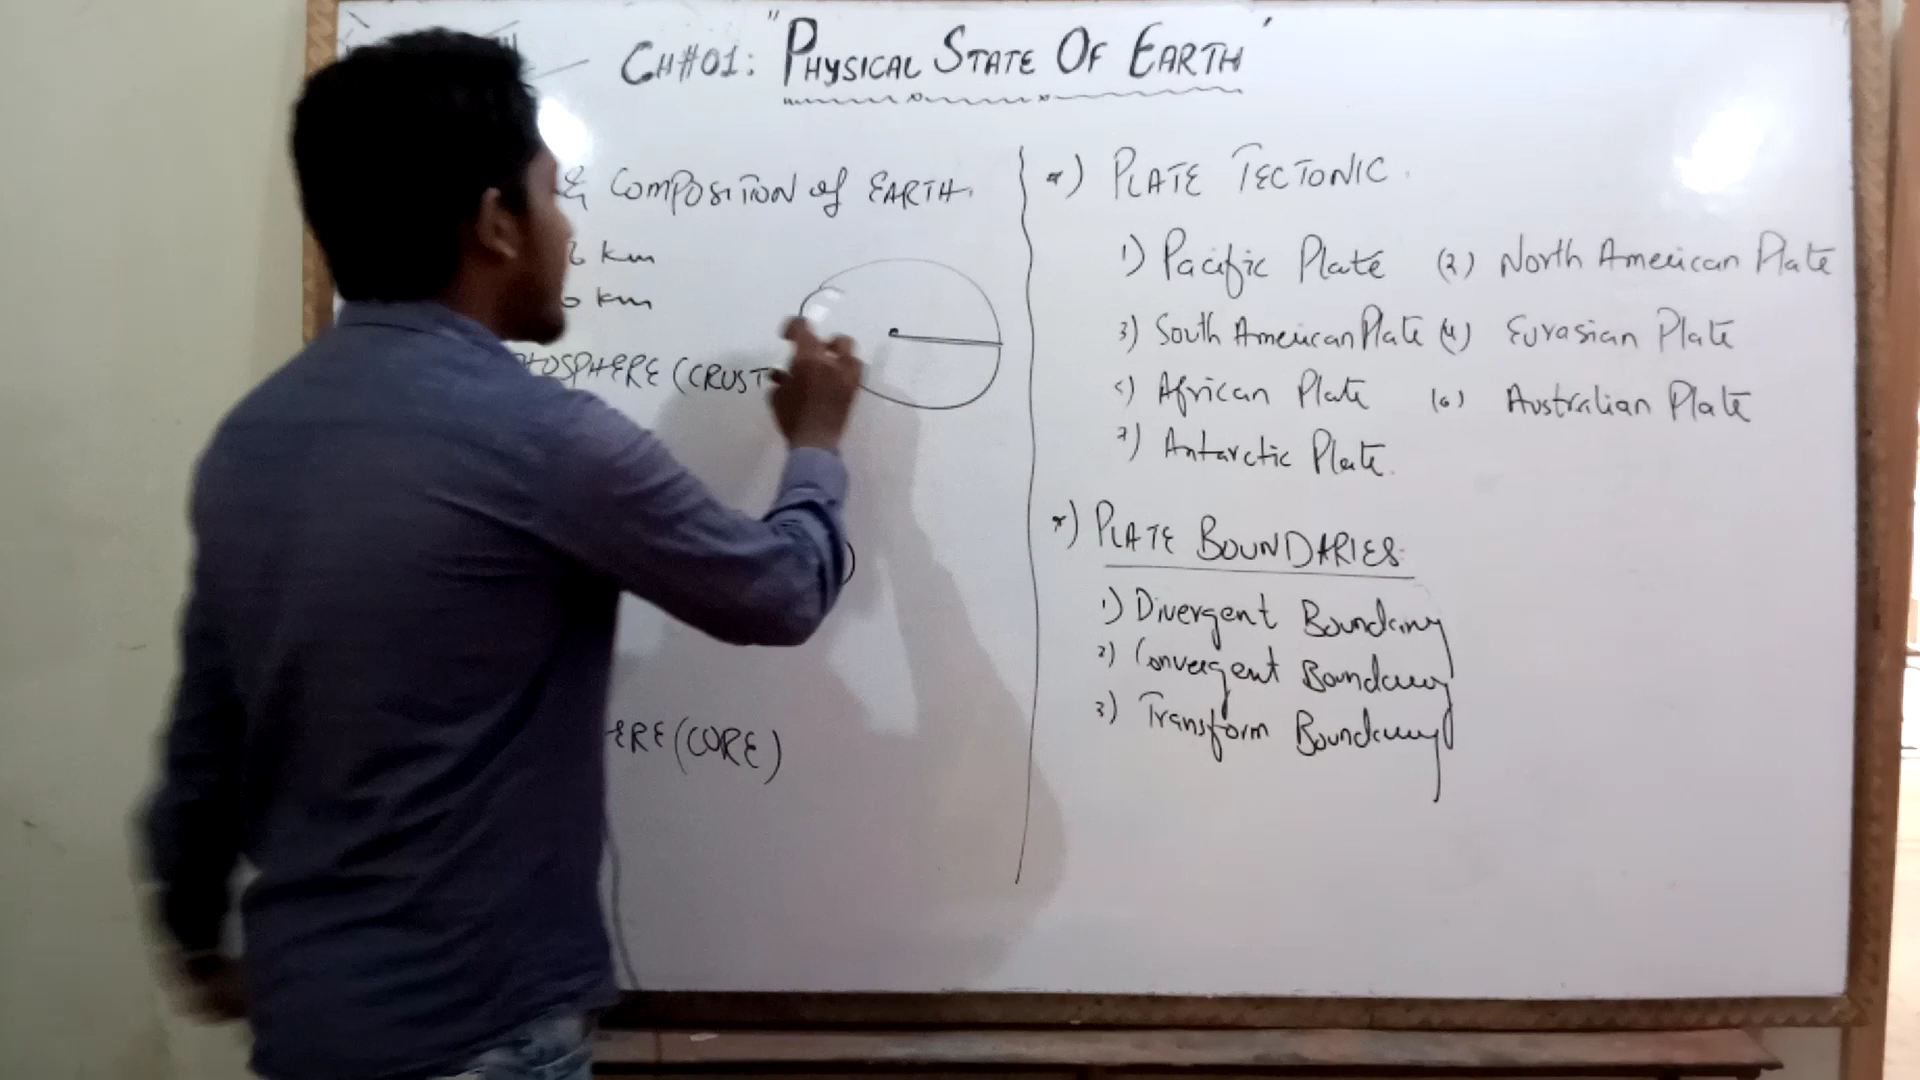 CH#01: "PHYSICAL STATE OF EARTH"
& COMPOSITION of EARTH.
km
km
OSPHERE (CRUST
ERE (CORE)
*) PLATE TECTONIC.
1) Pacific Plate (2) North American Plate
3) South American Plate (4) Eurasian Plate
5) African Plate (6) Australian Plate
7) Antarctic Plate.
*) PLATE BOUNDARIES:
1) Divergent Boundary
2) Convergent Boundary
3) Transform Boundary